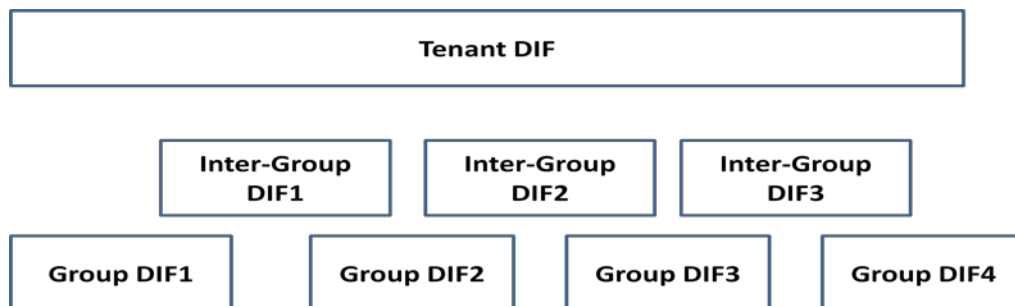 Tenant DIF
Inter-Group
DIF1
Inter-Group
DIF2
Inter-Group
DIF3
Group DIF1
Group DIF2
Group DIF3
Group DIF4